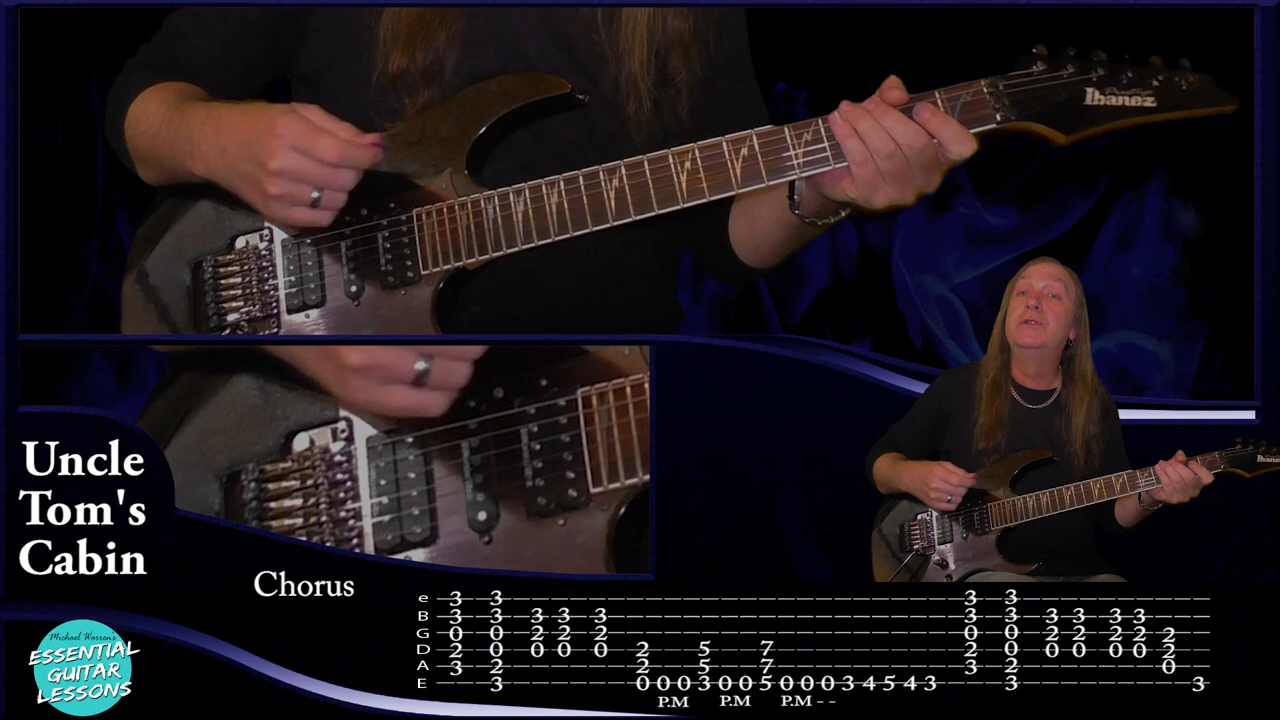 Ibanez
Ibanez
Uncle
Tom's
Cabin
Chorus
Michael Warren's
ESSENTIAL
GUITAR
LESSONS
e 3 3 3 3
B 3 3 3 3 3 3 3 3 3 3 3
G 0 0 2 2 2 0 0 2 2 2 2 2
D 2 0 0 0 0 2 5 7 2 0 0 0 0 0 2
A 3 2 2 5 7 3 2 0
E 3 0 0 0 3 0 0 5 0 0 0 3 4 5 4 3 3 3
P.M P.M P.M - -